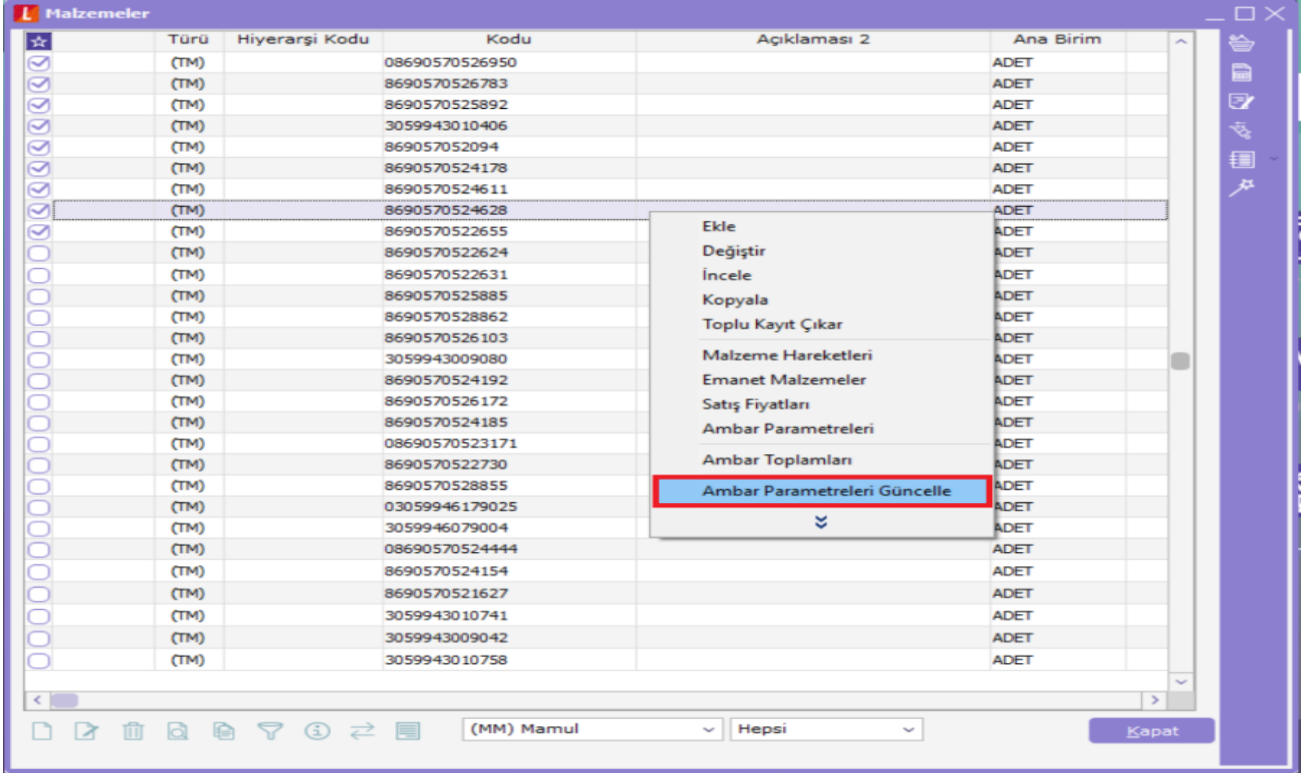 Malzemeler
Türü Hiyerarşi Kodu Kodu Açıklaması 2 Ana Birim
(TM) 08690570526950 ADET
(TM) 8690570526783 ADET
(TM) 8690570525892 ADET
(TM) 3059943010406 ADET
(TM) 869057052094 ADET
(TM) 8690570524178 ADET
(TM) 8690570524611 ADET
(TM) 8690570524628 ADET
(TM) 8690570522655 ADET
(TM) 8690570522624 ADET
(TM) 8690570522631 ADET
(TM) 8690570525885 ADET
(TM) 8690570528862 ADET
(TM) 8690570526103 ADET
(TM) 3059943009080 ADET
(TM) 8690570524192 ADET
(TM) 8690570526172 ADET
(TM) 8690570524185 ADET
(TM) 08690570523171 ADET
(TM) 8690570522730 ADET
(TM) 8690570528855 ADET
(TM) 03059946179025 ADET
(TM) 3059946079004 ADET
(TM) 08690570524444 ADET
(TM) 8690570524154 ADET
(TM) 8690570521627 ADET
(TM) 3059943010741 ADET
(TM) 3059943009042 ADET
(TM) 3059943010758 ADET
Ekle
Değiştir
İncele
Kopyala
Toplu Kayıt Çıkar
Malzeme Hareketleri
Emanet Malzemeler
Satış Fiyatları
Ambar Parametreleri
Ambar Toplamları
Ambar Parametreleri Güncelle
(MM) Mamul Hepsi Kapat